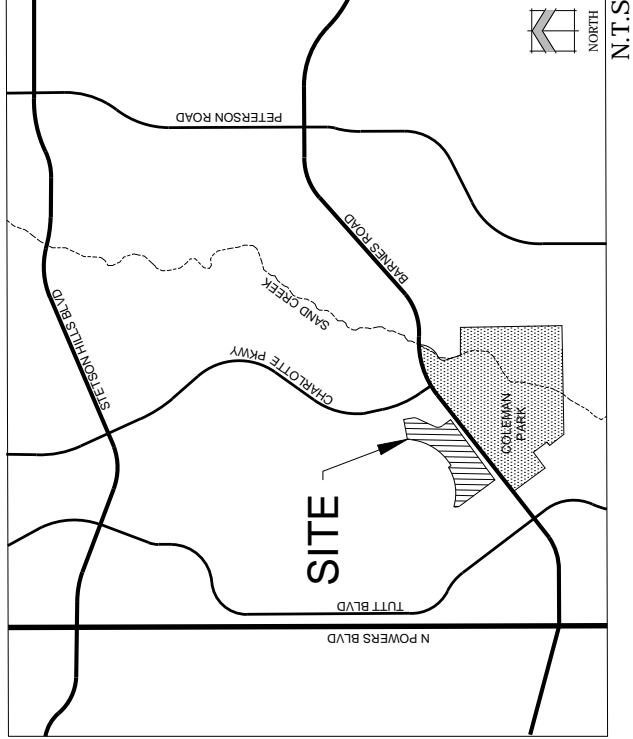 STETSON HILLS BLVD
PETERSON ROAD
SAND CREEK
BARNES ROAD
CHARLOTTE PKWY
SITE
COLEMAN
PARK
TUTT BLVD
N POWERS BLVD
NORTH
N.T.S